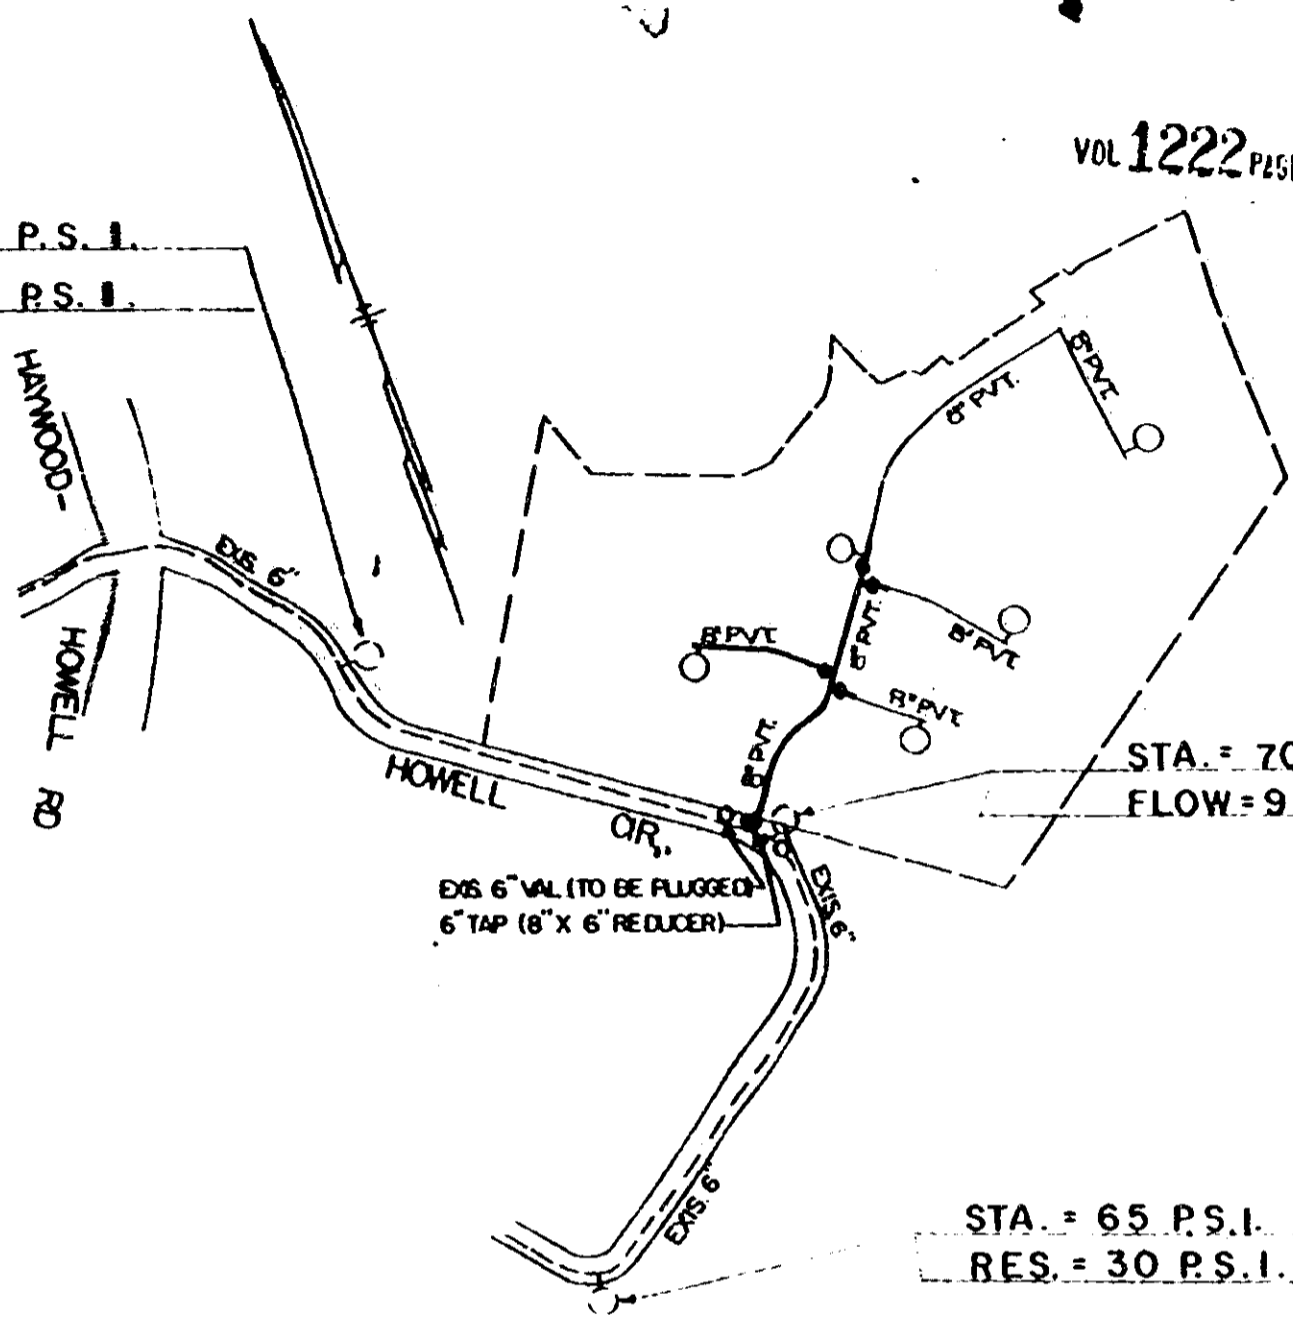 VOL 1222
P. S. I.
P. S. I.
HAYWOOD-
HOWELL RD
EXIS. 6"
8" PVT.
8" PVT.
8" PVT.
8" PVT.
8" PVT.
8" PVT.
8" PVT.
HOWELL CIR.
STA. = 70
FLOW = 9
EXIS. 6" VAL. (TO BE PLUGGED)
6" TAP (8" X 6" REDUCER)
EXIS. 6"
EXIS. 6"
STA. = 65 P.S.I.
RES. = 30 P.S.I.